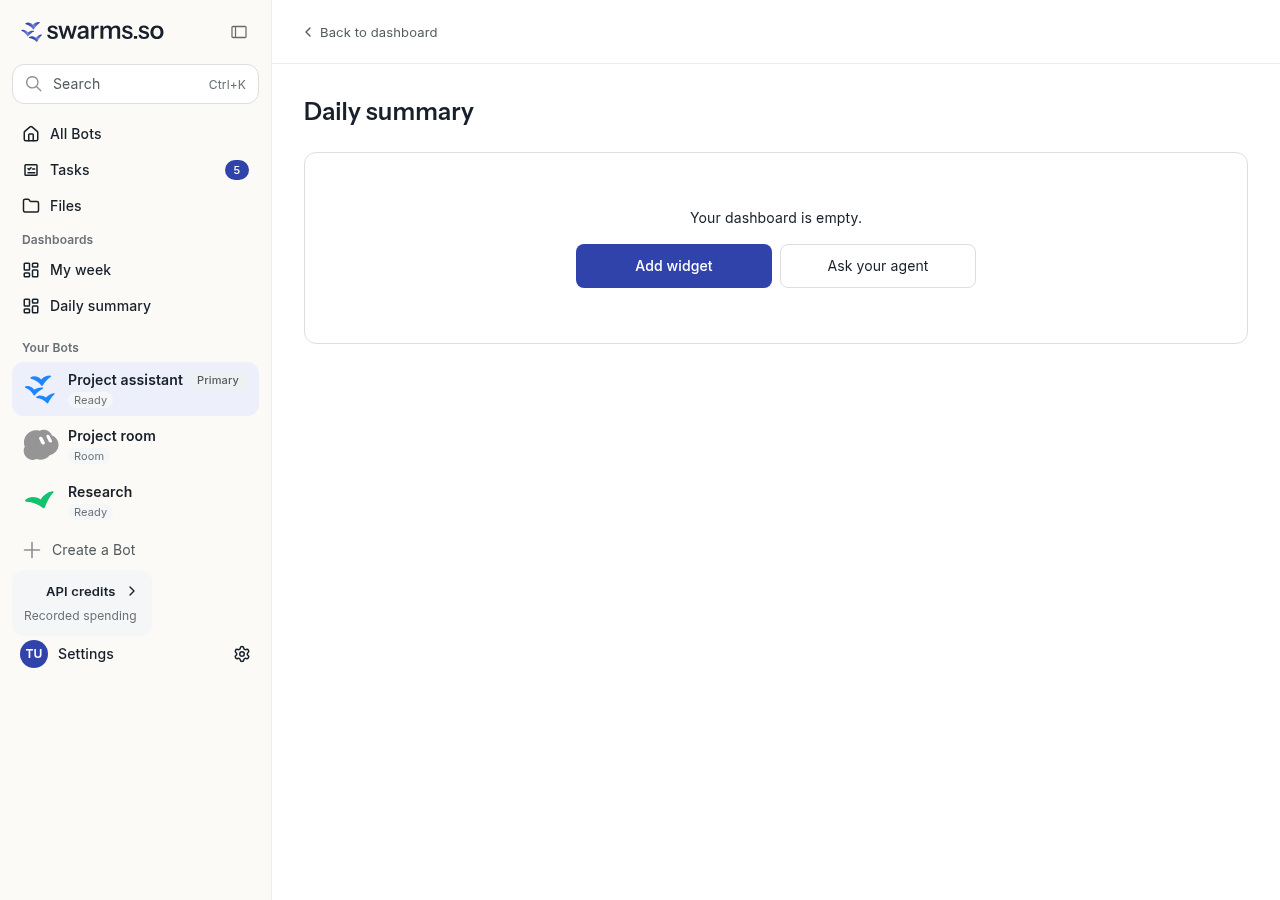 swarms.so
Search Ctrl+K
All Bots
Tasks 5
Files
Dashboards
My week
Daily summary
Your Bots
Project assistant Primary
Ready
Project room
Room
Research
Ready
Create a Bot
API credits
Recorded spending
TU Settings
Back to dashboard
Daily summary
Your dashboard is empty.
Add widget Ask your agent